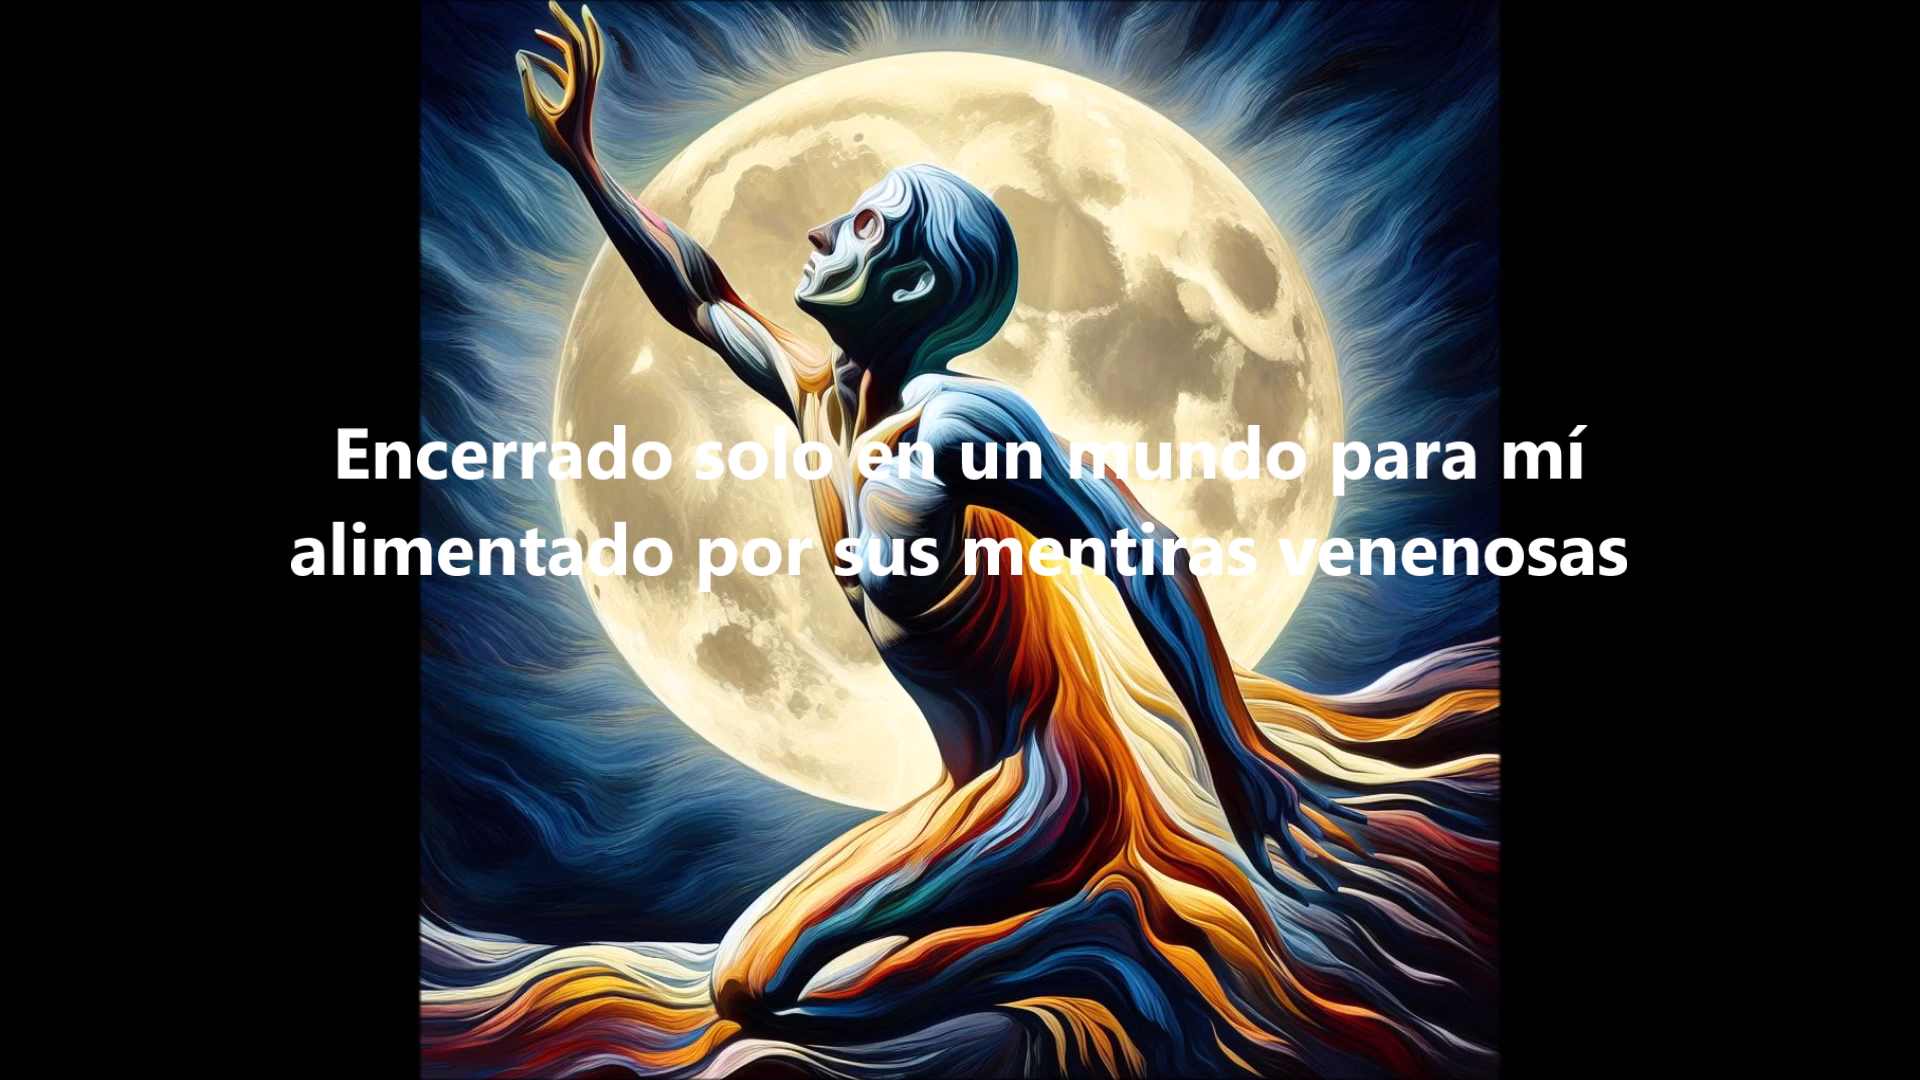 Encerrado solo en un mundo para mí
alimentado por sus mentiras venenosas